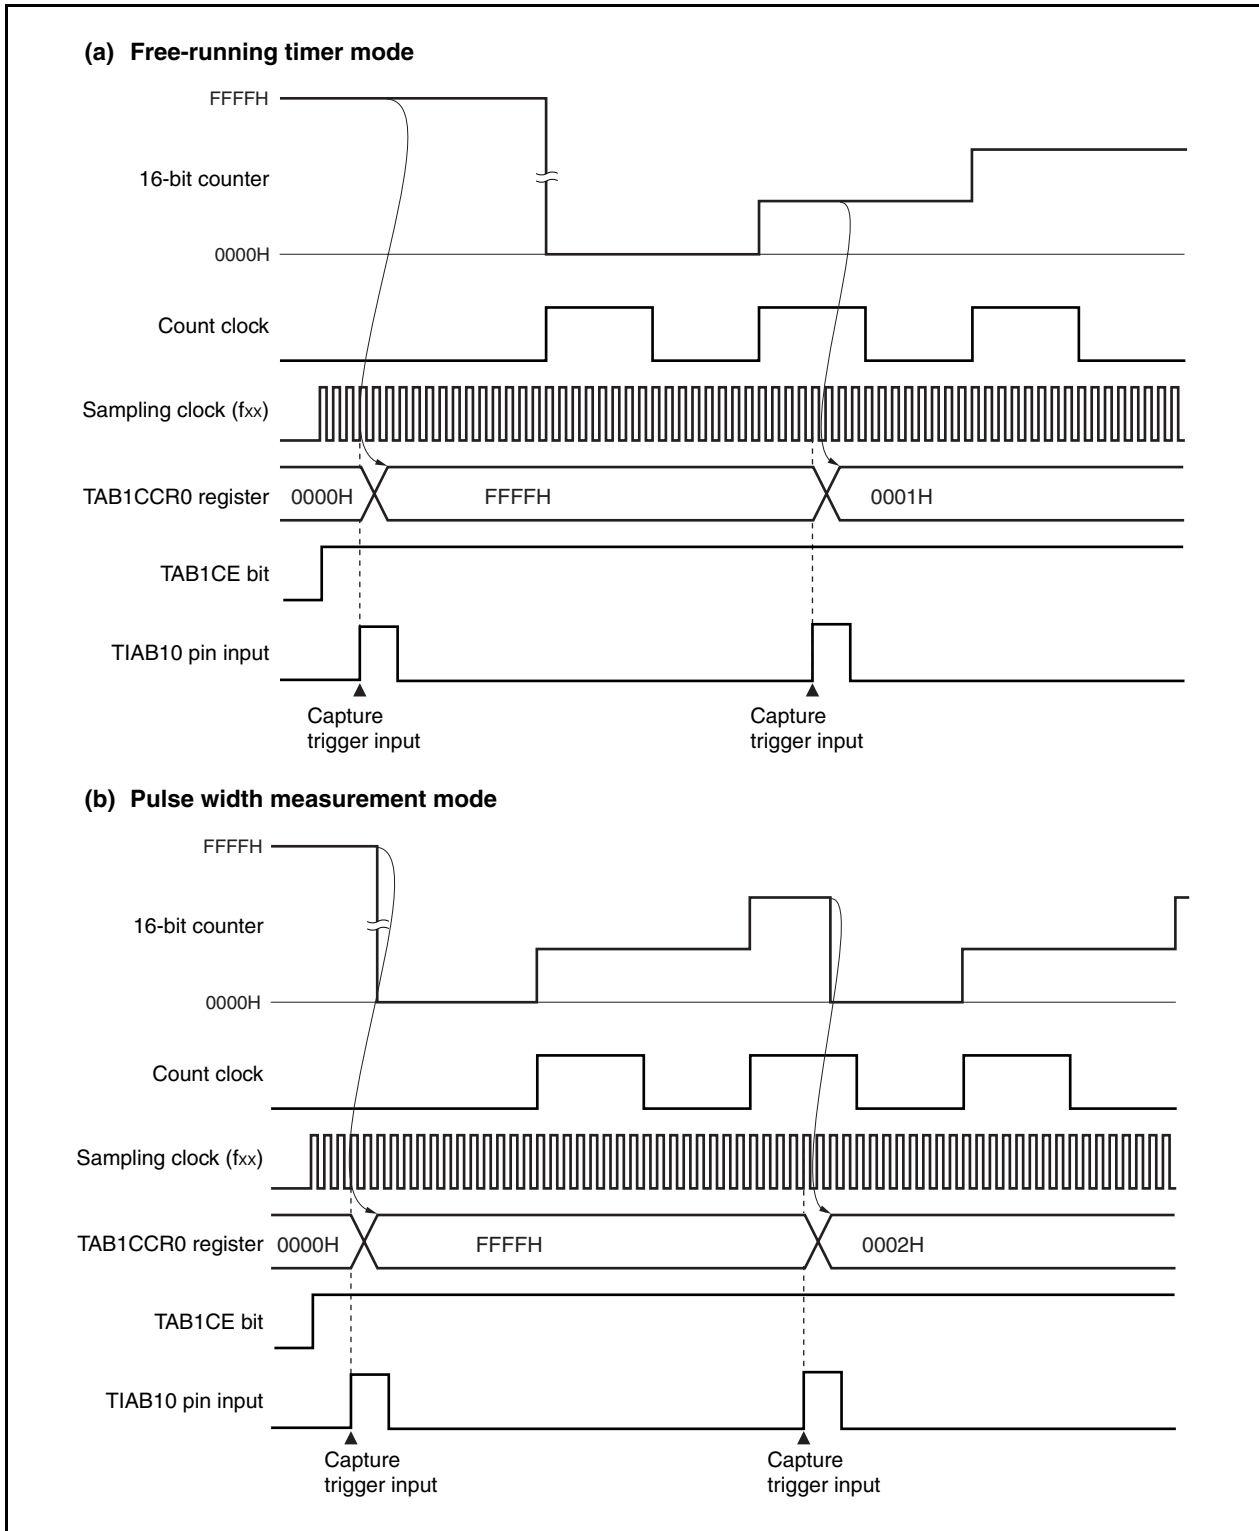 (a) Free-running timer mode
FFFFH
16-bit counter
0000H
Count clock
Sampling clock (fxx)
TAB1CCR0 register
0000H
FFFFH
0001H
TAB1CE bit
TIAB10 pin input
Capture
trigger input
Capture
trigger input
(b) Pulse width measurement mode
FFFFH
16-bit counter
0000H
Count clock
Sampling clock (fxx)
TAB1CCR0 register
0000H
FFFFH
0002H
TAB1CE bit
TIAB10 pin input
Capture
trigger input
Capture
trigger input